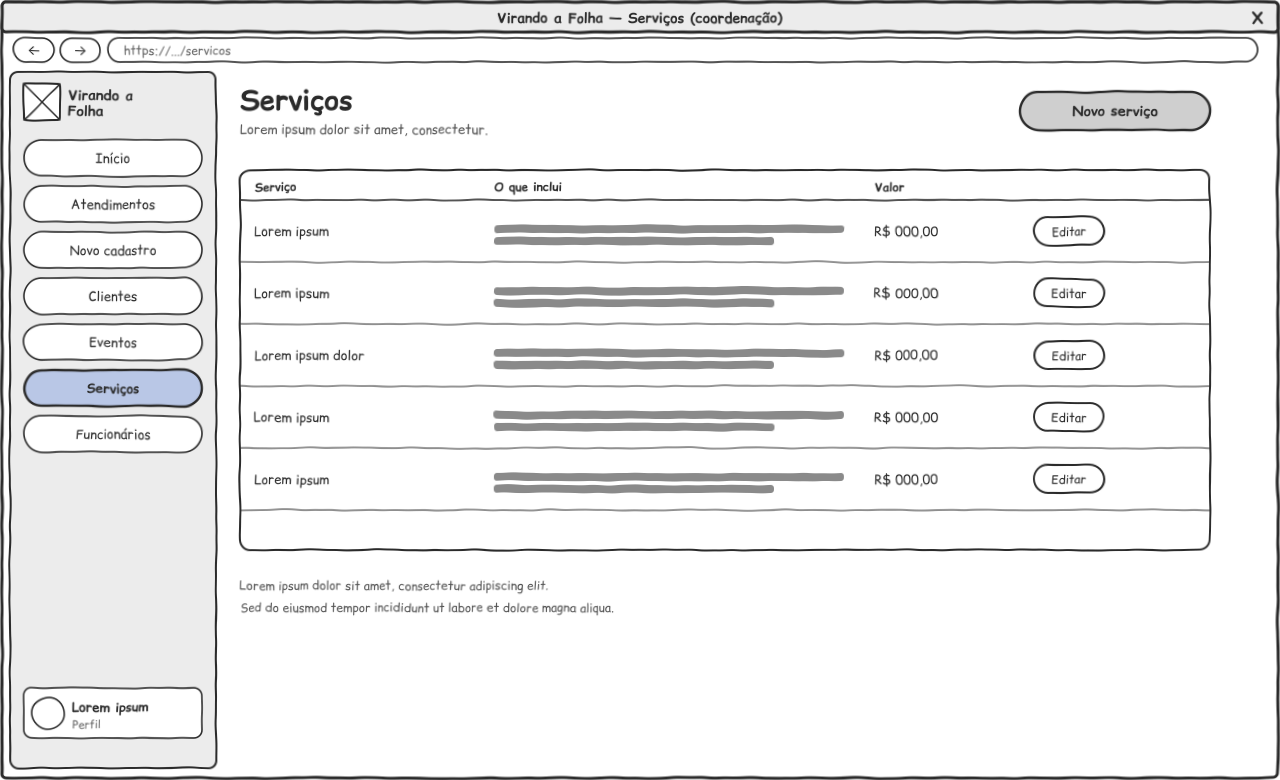 Virando a Folha — Serviços (coordenação)
X
← →
https://.../servicos
Virando a
Folha
Início
Atendimentos
Novo cadastro
Clientes
Eventos
Serviços
Funcionários
Lorem ipsum
Perfil
Serviços
Lorem ipsum dolor sit amet, consectetur.
Novo serviço
Serviço O que inclui Valor
Lorem ipsum R$ 000,00 Editar
Lorem ipsum R$ 000,00 Editar
Lorem ipsum dolor R$ 000,00 Editar
Lorem ipsum R$ 000,00 Editar
Lorem ipsum R$ 000,00 Editar
Lorem ipsum dolor sit amet, consectetur adipiscing elit.
Sed do eiusmod tempor incididunt ut labore et dolore magna aliqua.